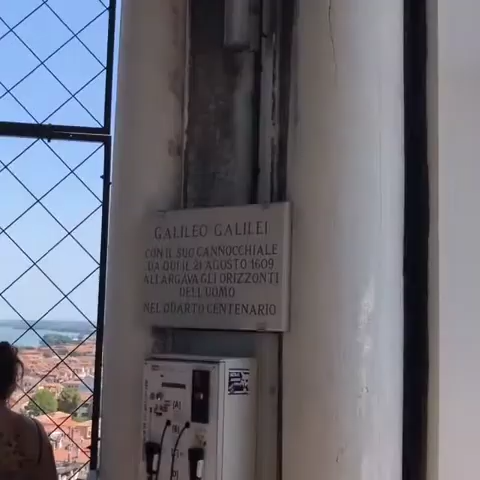 GALILEO GALILEI
CON IL SUO CANNOCCHIALE
DA QUI IL 21 AGOSTO 1609
ALLARGAVA GLI ORIZZONTI
DELL'UOMO
NEL QUARTO CENTENARIO